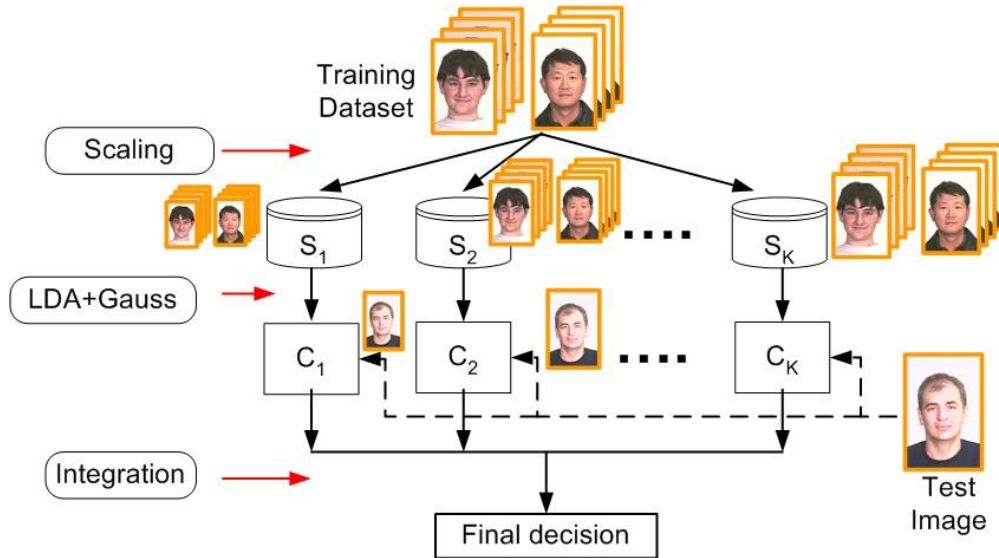 Training
Dataset
Scaling
S1
S2
....
SK
LDA+Gauss
C1
C2
....
CK
Integration
Test
Image
Final decision